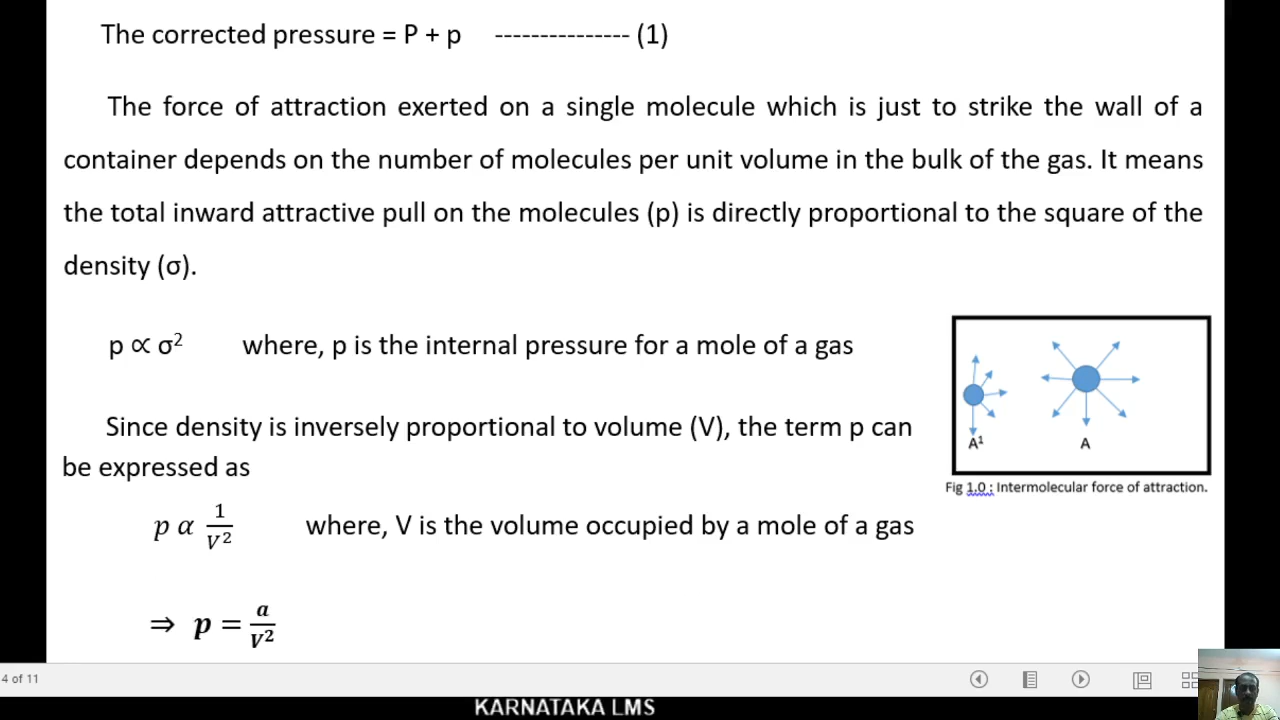 The corrected pressure = P + p --------------- (1)
The force of attraction exerted on a single molecule which is just to strike the wall of a
container depends on the number of molecules per unit volume in the bulk of the gas. It means
the total inward attractive pull on the molecules (p) is directly proportional to the square of the
density (σ).
p ∝ σ² where, p is the internal pressure for a mole of a gas
Since density is inversely proportional to volume (V), the term p can
be expressed as
p α 1/V² where, V is the volume occupied by a mole of a gas
⇒ p = a/V²
A¹ A
Fig 1.0 : Intermolecular force of attraction.
4 of 11
KARNATAKA LMS